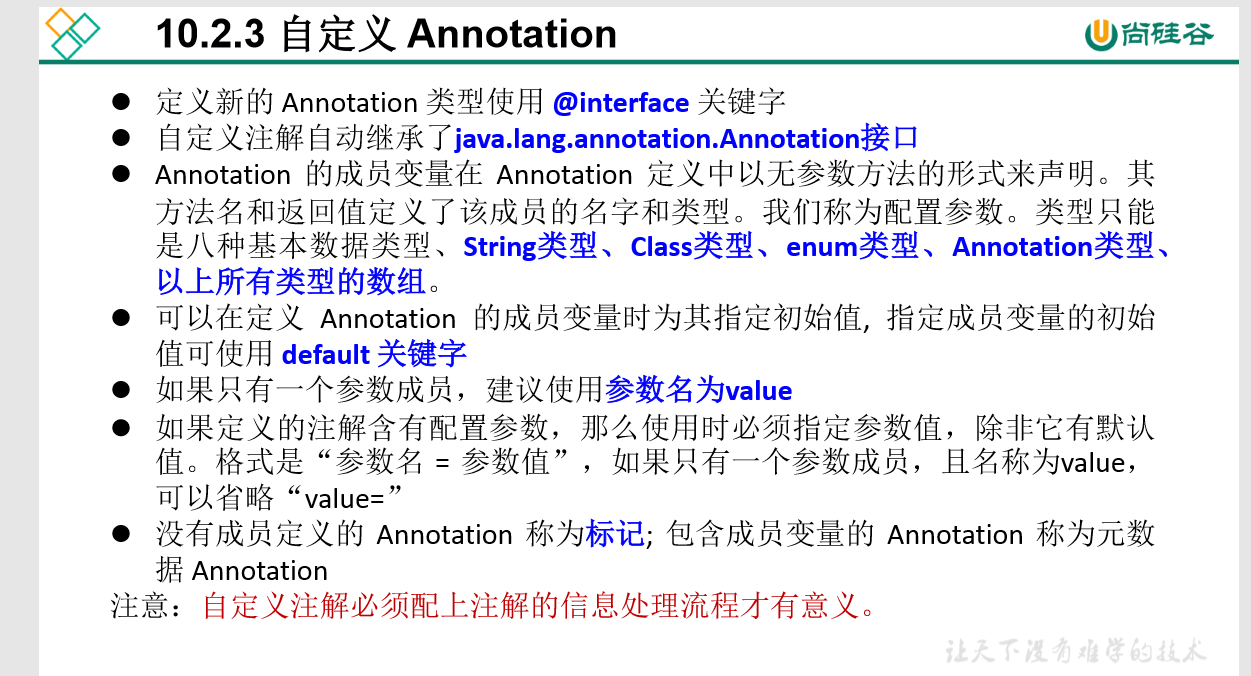 10.2.3 自定义 Annotation
尚硅谷
● 定义新的 Annotation 类型使用 @interface 关键字
● 自定义注解自动继承了java.lang.annotation.Annotation接口
● Annotation 的成员变量在 Annotation 定义中以无参数方法的形式来声明。其
方法名和返回值定义了该成员的名字和类型。我们称为配置参数。类型只能
是八种基本数据类型、String类型、Class类型、enum类型、Annotation类型、
以上所有类型的数组。
● 可以在定义 Annotation 的成员变量时为其指定初始值, 指定成员变量的初始
值可使用 default 关键字
● 如果只有一个参数成员，建议使用参数名为value
● 如果定义的注解含有配置参数，那么使用时必须指定参数值，除非它有默认
值。格式是“参数名 = 参数值”，如果只有一个参数成员，且名称为value，
可以省略“value=”
● 没有成员定义的 Annotation 称为标记; 包含成员变量的 Annotation 称为元数
据 Annotation
注意：自定义注解必须配上注解的信息处理流程才有意义。
让天下没有难学的技术